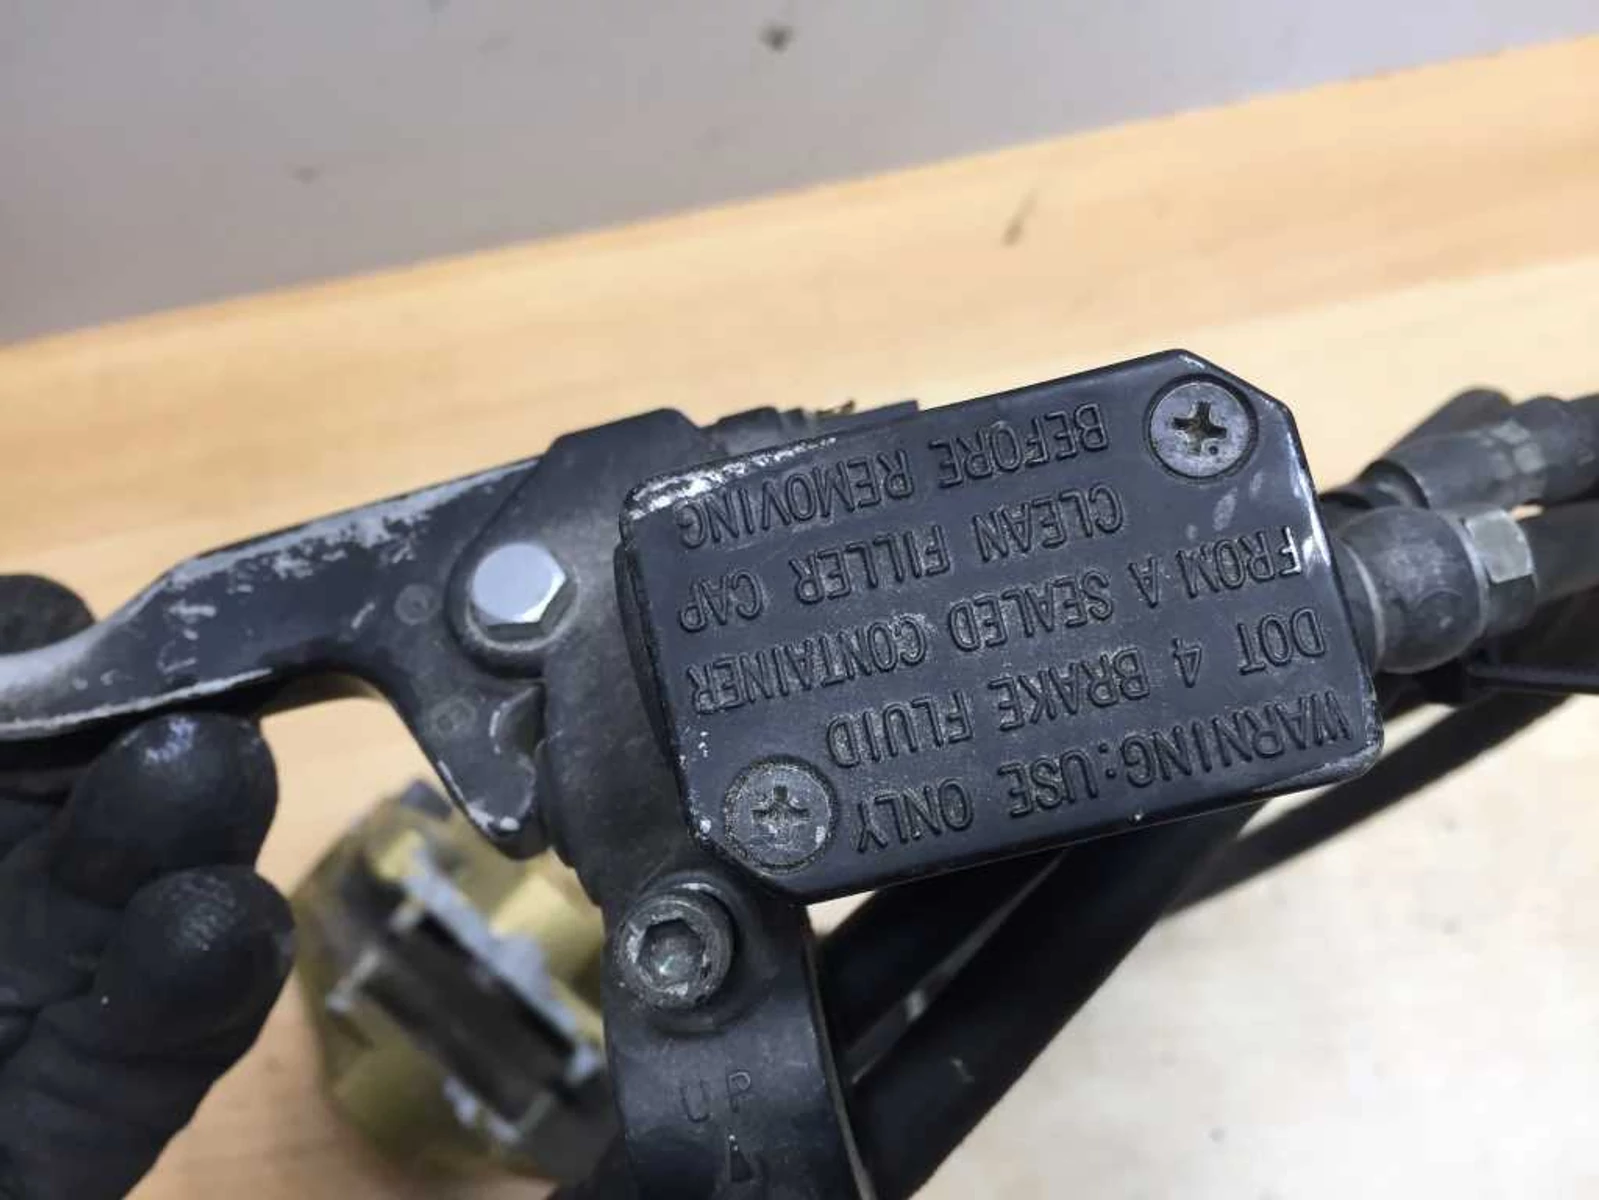 WARNING:USE ONLY
DOT 4 BRAKE FLUID
FROM A SEALED CONTAINER
CLEAN FILLER CAP
BEFORE REMOVING
UP